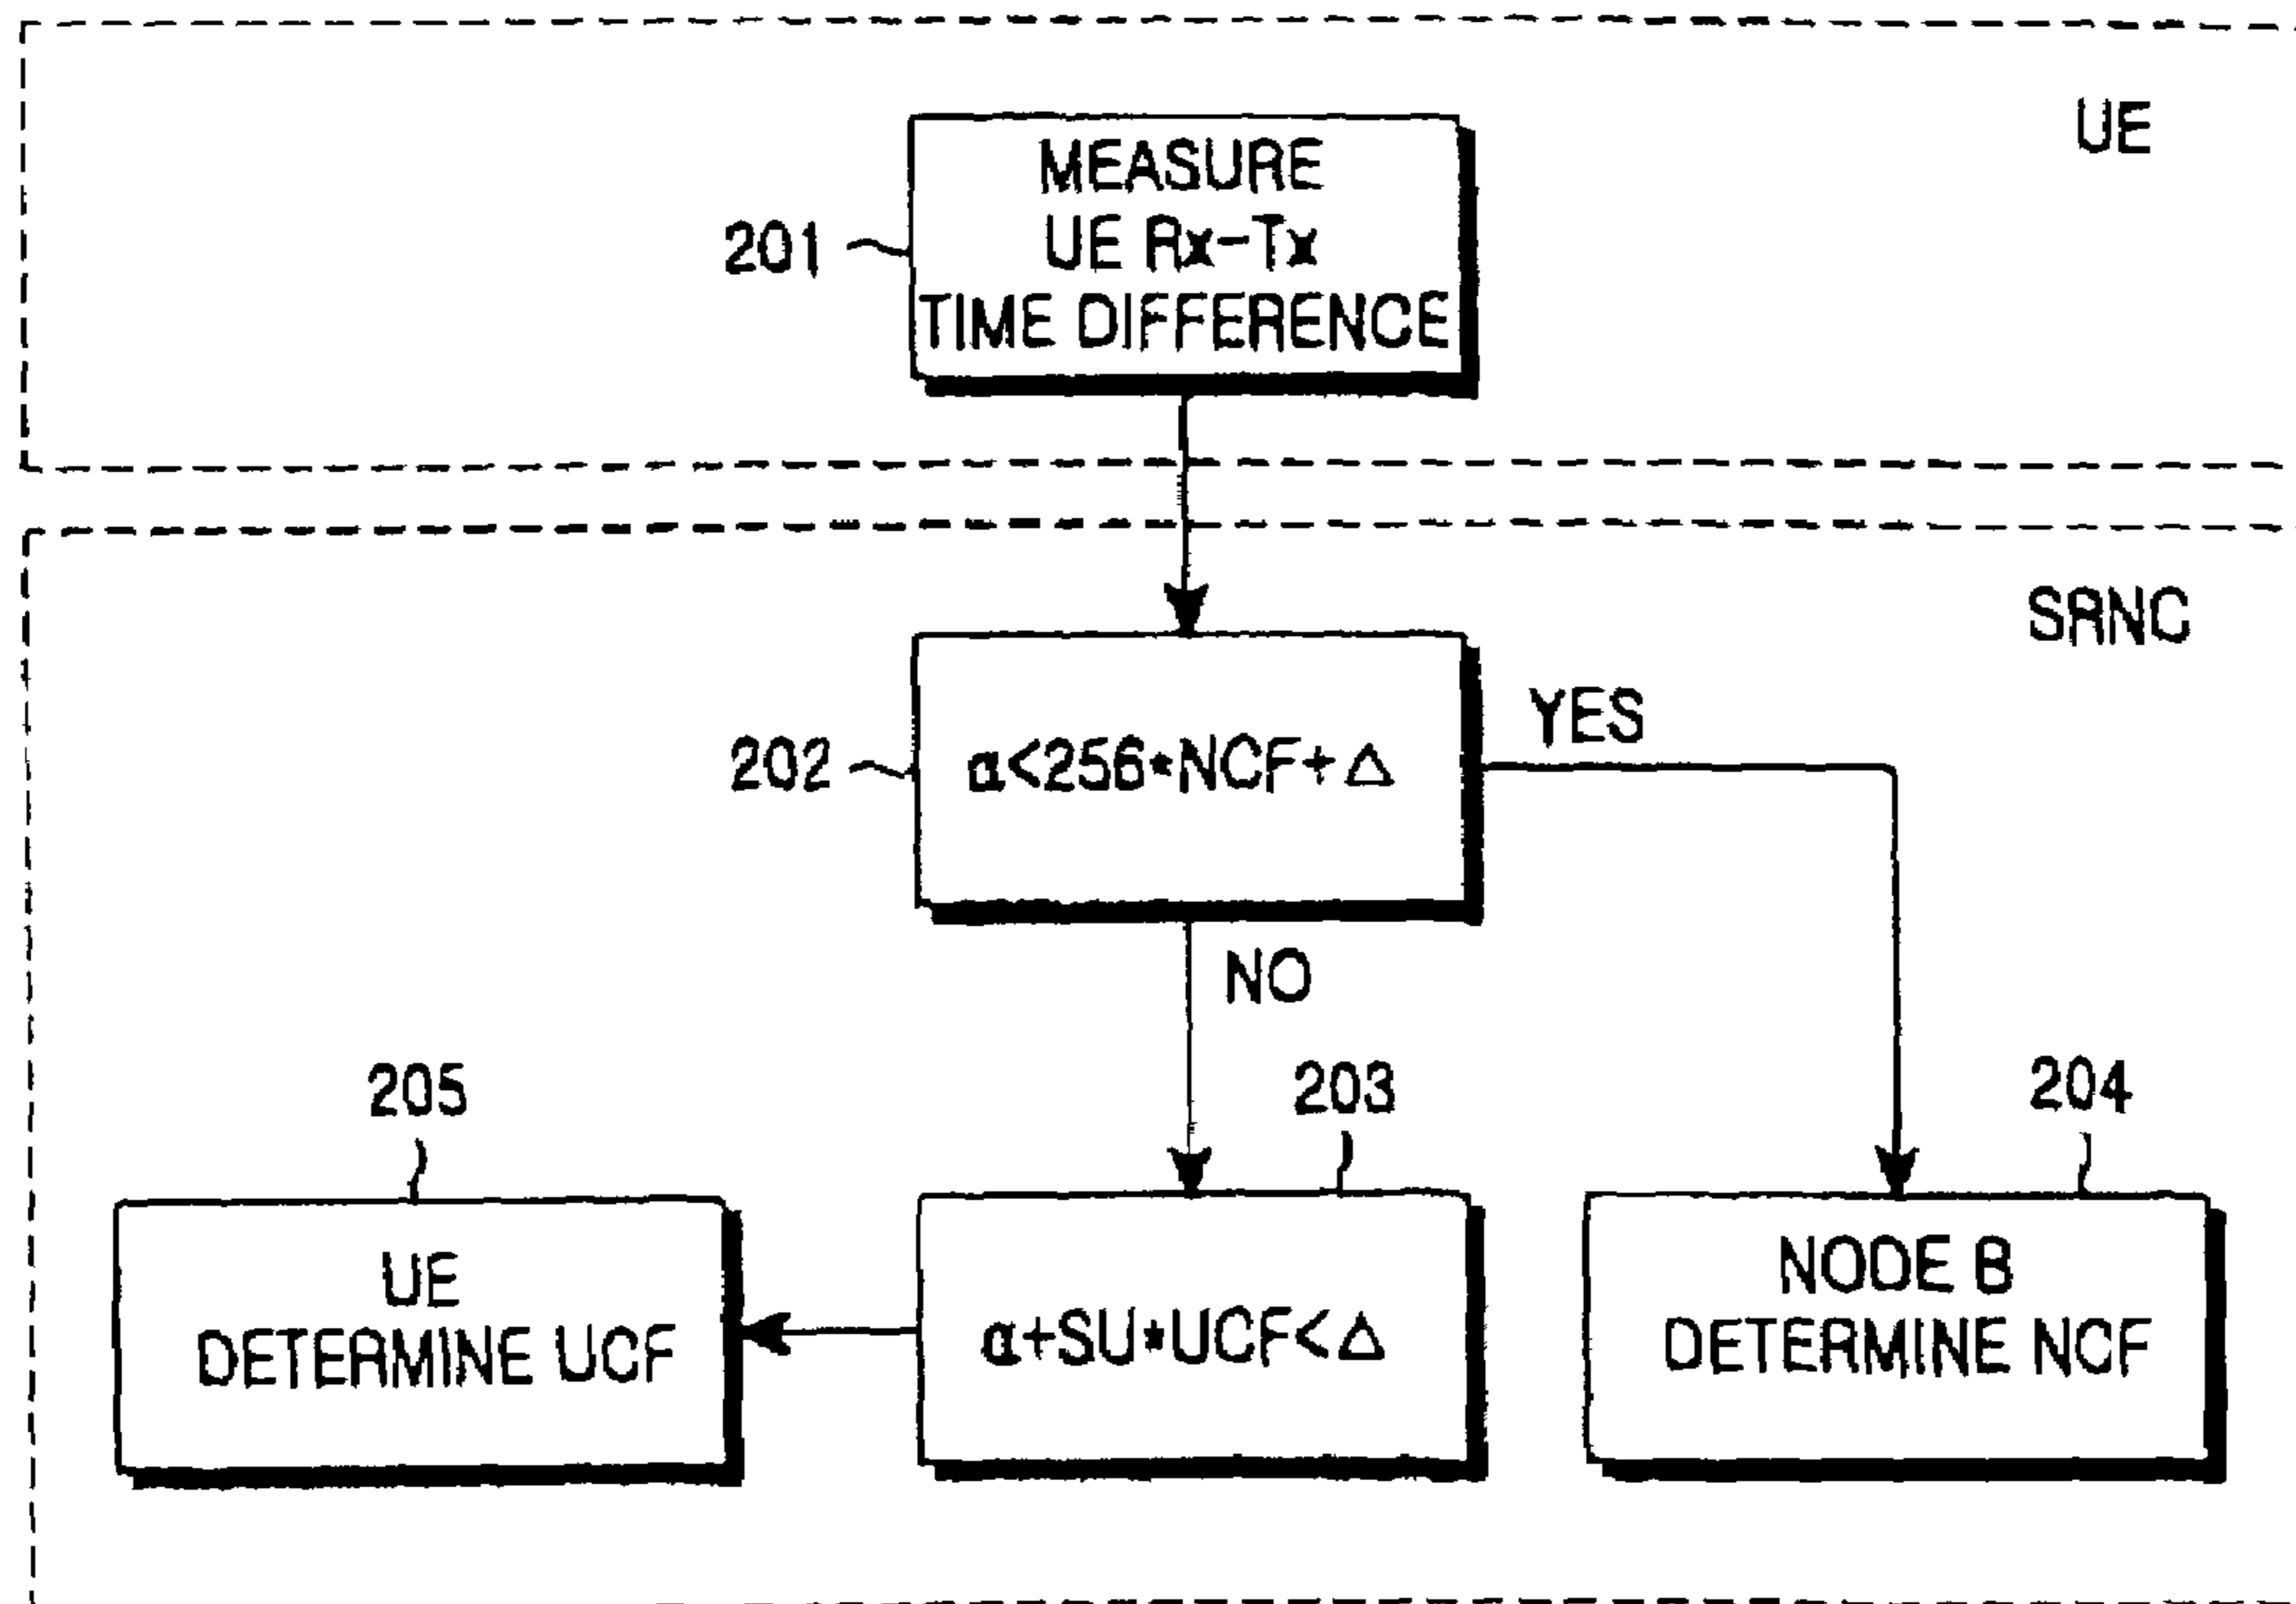 UE
MEASURE
UE Rx-Tx
TIME DIFFERENCE
201
SRNC
202
α<256*NCF+△
YES
NO
205
203
204
UE
DETERMINE UCF
α+SU*UCF<△
NODE B
DETERMINE NCF